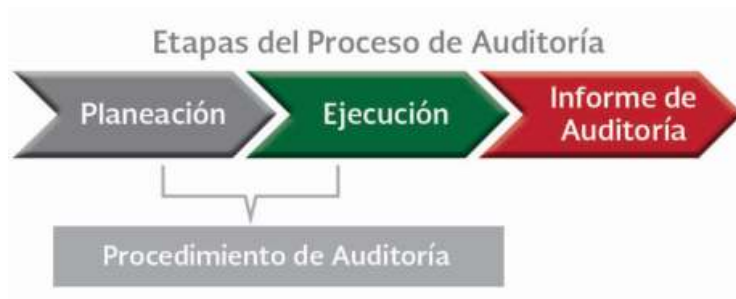 Etapas del Proceso de Auditoría
Planeación
Ejecución
Informe de
Auditoría
Procedimiento de Auditoría